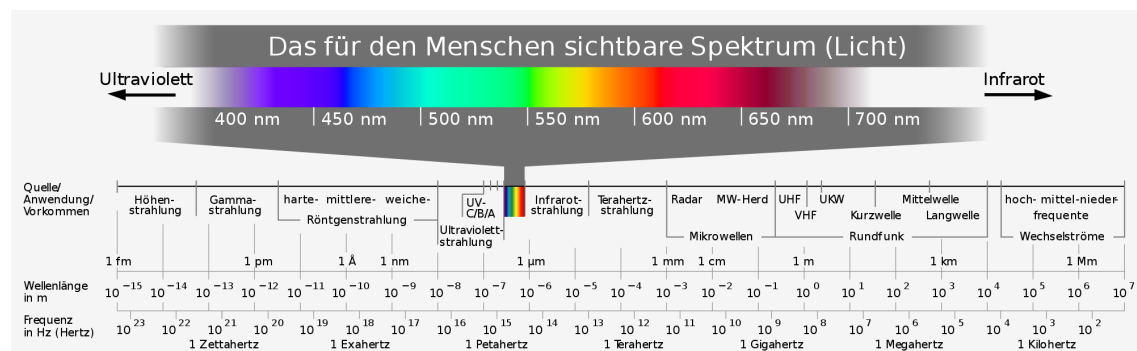 Das für den Menschen sichtbare Spektrum (Licht)
Ultraviolett
Infrarot
400 nm 450 nm 500 nm 550 nm 600 nm 650 nm 700 nm
Quelle/
Anwendung/
Vorkommen
Höhen-
strahlung
Gamma-
strahlung
harte- mittlere- weiche-
Röntgenstrahlung
UV-
C/B/A
Ultraviolett-
strahlung
Infrarot-
strahlung
Terahertz-
strahlung
Radar MW-Herd
Mikrowellen
UHF UKW Mittelwelle
VHF Kurzwelle Langwelle
Rundfunk
hoch- mittel-nieder-
frequente
Wechselströme
1 fm 1 pm 1 Å 1 nm 1 µm 1 mm 1 cm 1 m 1 km 1 Mm
Wellenlänge
in m
10⁻¹⁵ 10⁻¹⁴ 10⁻¹³ 10⁻¹² 10⁻¹¹ 10⁻¹⁰ 10⁻⁹ 10⁻⁸ 10⁻⁷ 10⁻⁶ 10⁻⁵ 10⁻⁴ 10⁻³ 10⁻² 10⁻¹ 10⁰ 10¹ 10² 10³ 10⁴ 10⁵ 10⁶ 10⁷
Frequenz
in Hz (Hertz)
10²³ 10²² 10²¹ 10²⁰ 10¹⁹ 10¹⁸ 10¹⁷ 10¹⁶ 10¹⁵ 10¹⁴ 10¹³ 10¹² 10¹¹ 10¹⁰ 10⁹ 10⁸ 10⁷ 10⁶ 10⁵ 10⁴ 10³ 10²
1 Zettahertz 1 Exahertz 1 Petahertz 1 Terahertz 1 Gigahertz 1 Megahertz 1 Kilohertz